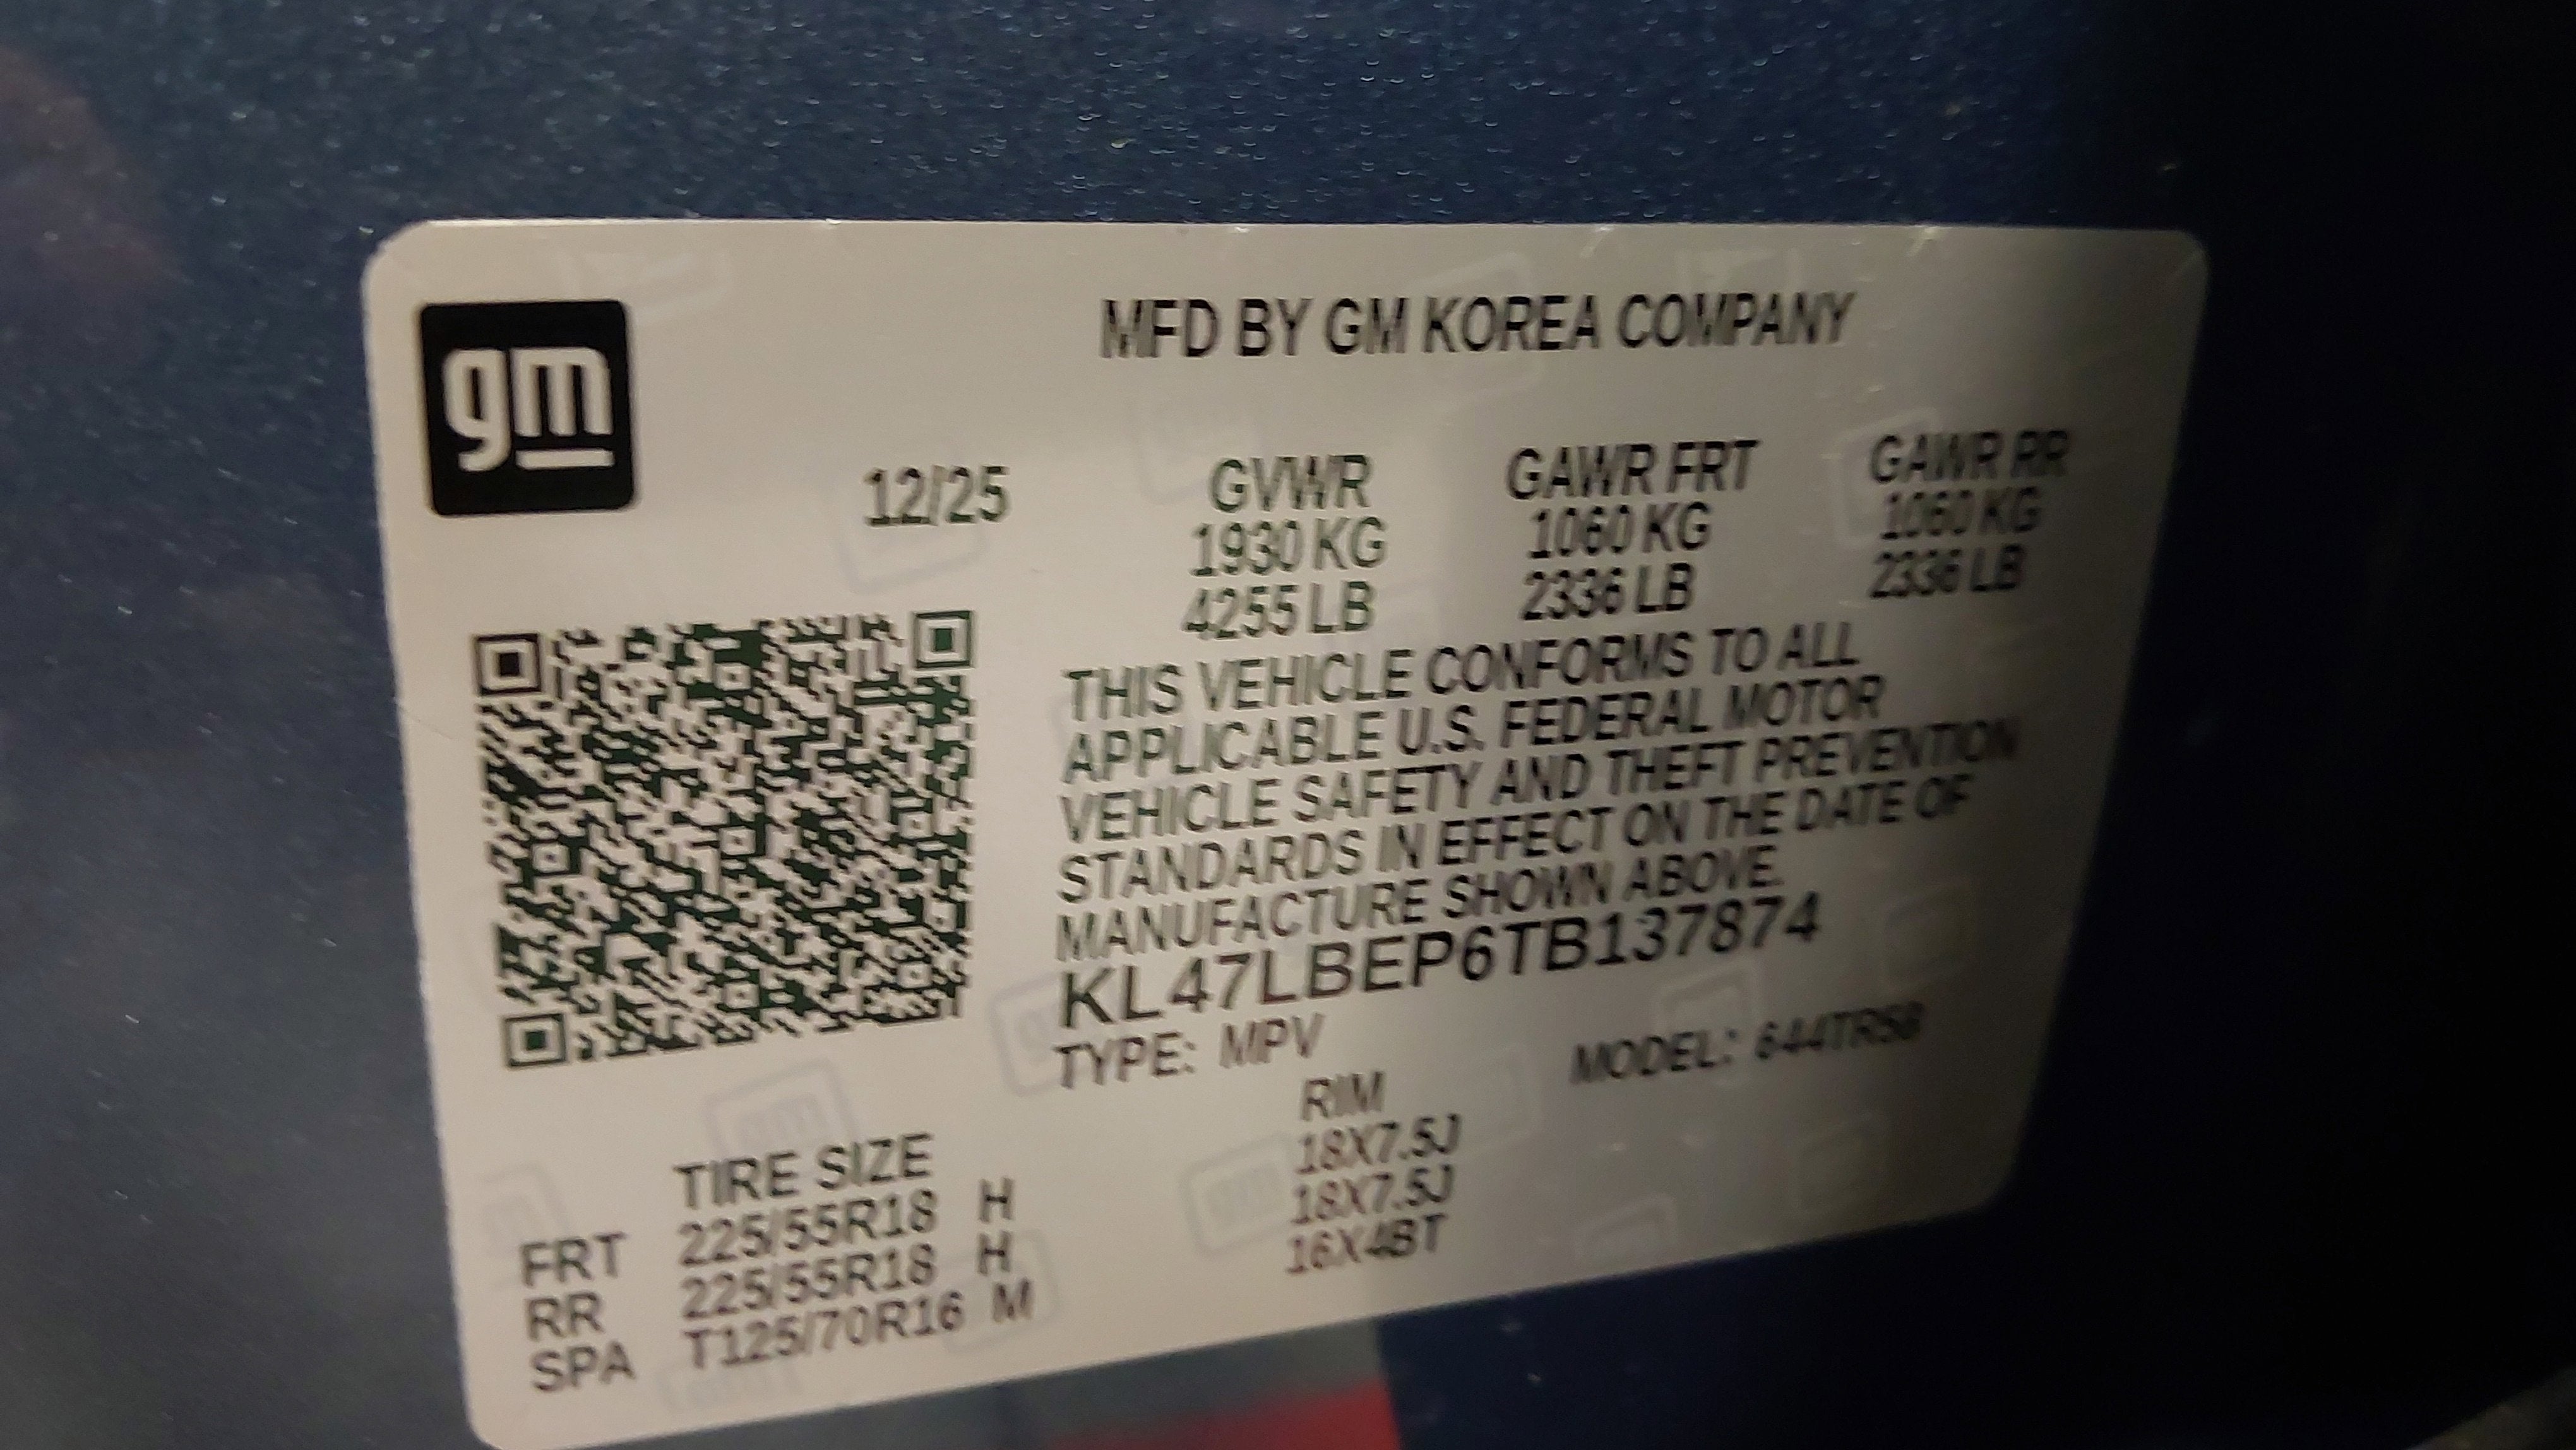 gm
MFD BY GM KOREA COMPANY
12/25 GVWR GAWR FRT GAWR RR
1930 KG 1060 KG 1060 KG
4255 LB 2336 LB 2336 LB
THIS VEHICLE CONFORMS TO ALL
APPLICABLE U.S. FEDERAL MOTOR
VEHICLE SAFETY AND THEFT PREVENTION
STANDARDS IN EFFECT ON THE DATE OF
MANUFACTURE SHOWN ABOVE.
KL47LBEP6TB137874
TYPE: MPV MODEL: 644TR58
TIRE SIZE RIM
FRT 225/55R18 H 18X7.5J
RR 225/55R18 H 18X7.5J
SPA T125/70R16 M 16X4BT